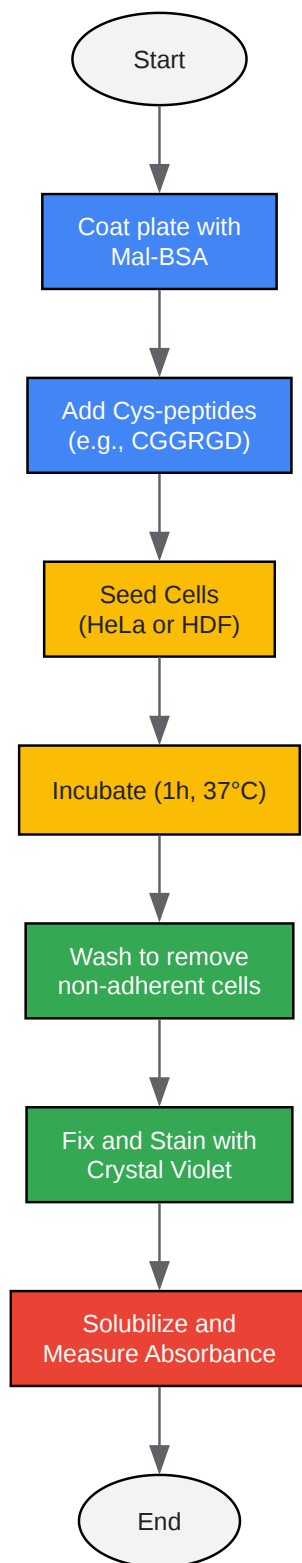 Start
Coat plate with
Mal-BSA
Add Cys-peptides
(e.g., CGGRGD)
Seed Cells
(HeLa or HDF)
Incubate (1h, 37°C)
Wash to remove
non-adherent cells
Fix and Stain with
Crystal Violet
Solubilize and
Measure Absorbance
End